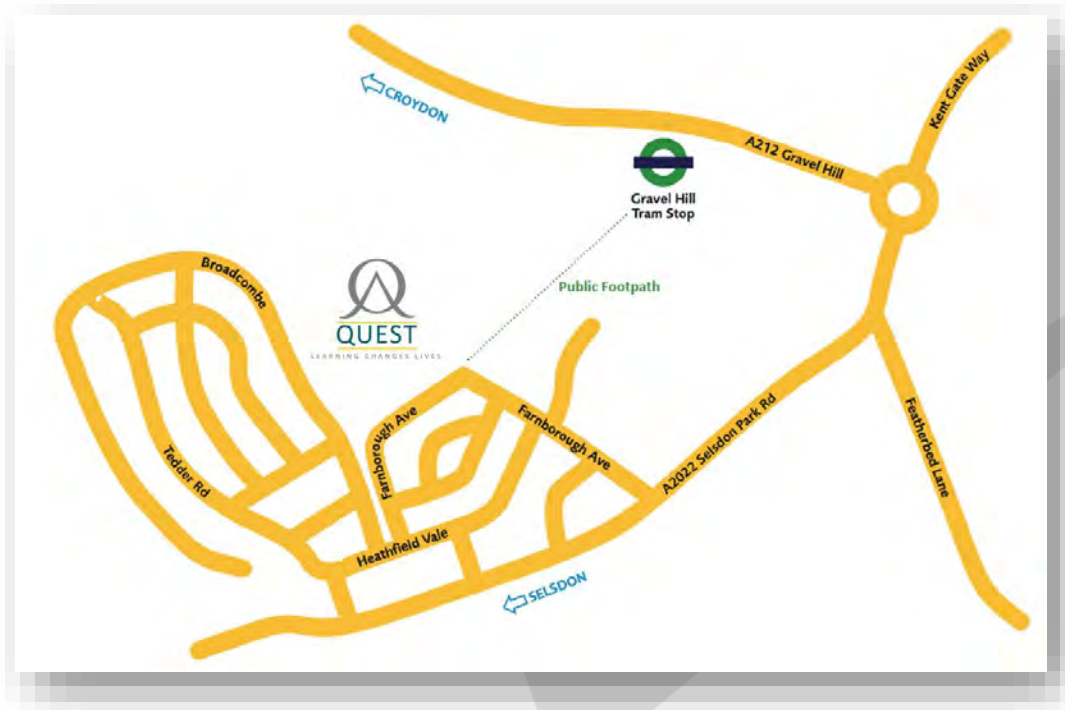 Kent Gate Way
CROYDON
A212 Gravel Hill
Gravel Hill
Tram Stop
Public Footpath
Broadcombe
QUEST
LEARNING CHANGES LIVES
Farnborough Ave
Farnborough Ave
A2022 Selsdon Park Rd
Featherbed Lane
Tedder Rd
Heathfield Vale
SELSDON